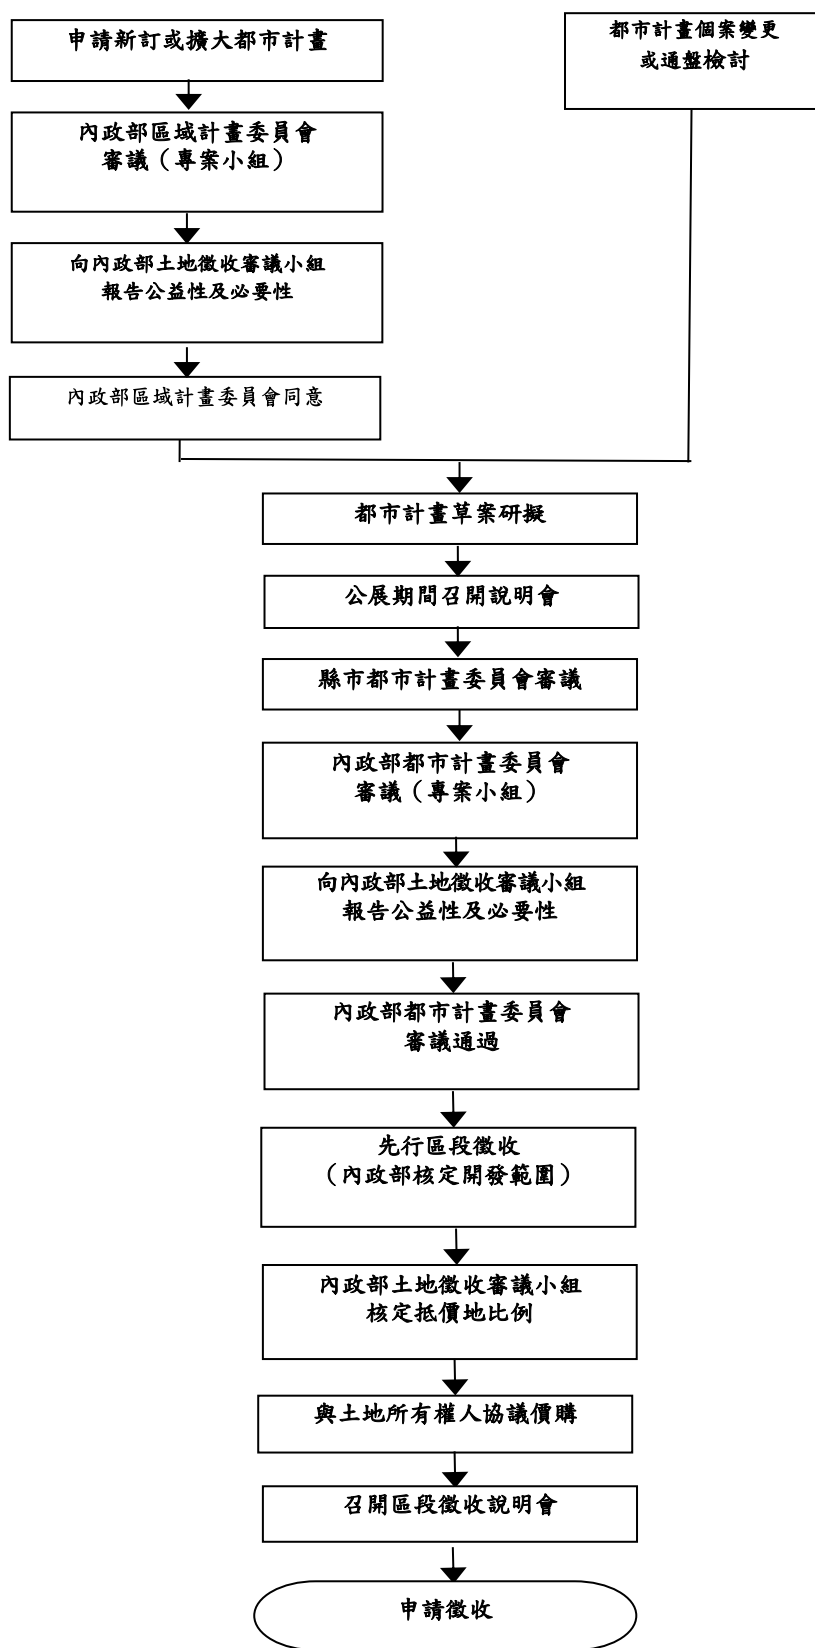 申請新訂或擴大都市計畫
都市計畫個案變更
或通盤檢討
內政部區域計畫委員會
審議（專案小組）
向內政部土地徵收審議小組
報告公益性及必要性
內政部區域計畫委員會同意
都市計畫草案研擬
公展期間召開說明會
縣市都市計畫委員會審議
內政部都市計畫委員會
審議（專案小組）
向內政部土地徵收審議小組
報告公益性及必要性
內政部都市計畫委員會
審議通過
先行區段徵收
（內政部核定開發範圍）
內政部土地徵收審議小組
核定抵價地比例
與土地所有權人協議價購
召開區段徵收說明會
申請徵收